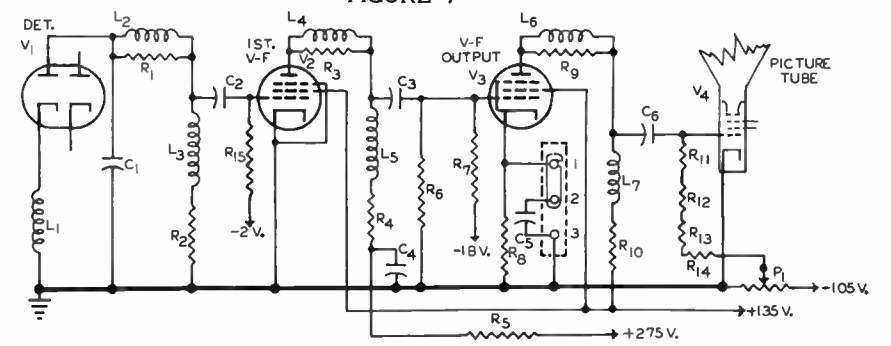 FIGURE 7
DET.
V1
L2
R1
C1
L1
L3
R2
C2
R15
-2 V.
1ST.
V-F
V2
L4
R3
C3
L5
R4
C4
R5
R6
R7
-18 V.
V-F
OUTPUT
V3
L6
R9
1
2
3
C5
R8
C6
L7
R10
V4
PICTURE
TUBE
R11
R12
R13
R14
P1
-105 V.
+135 V.
+275 V.